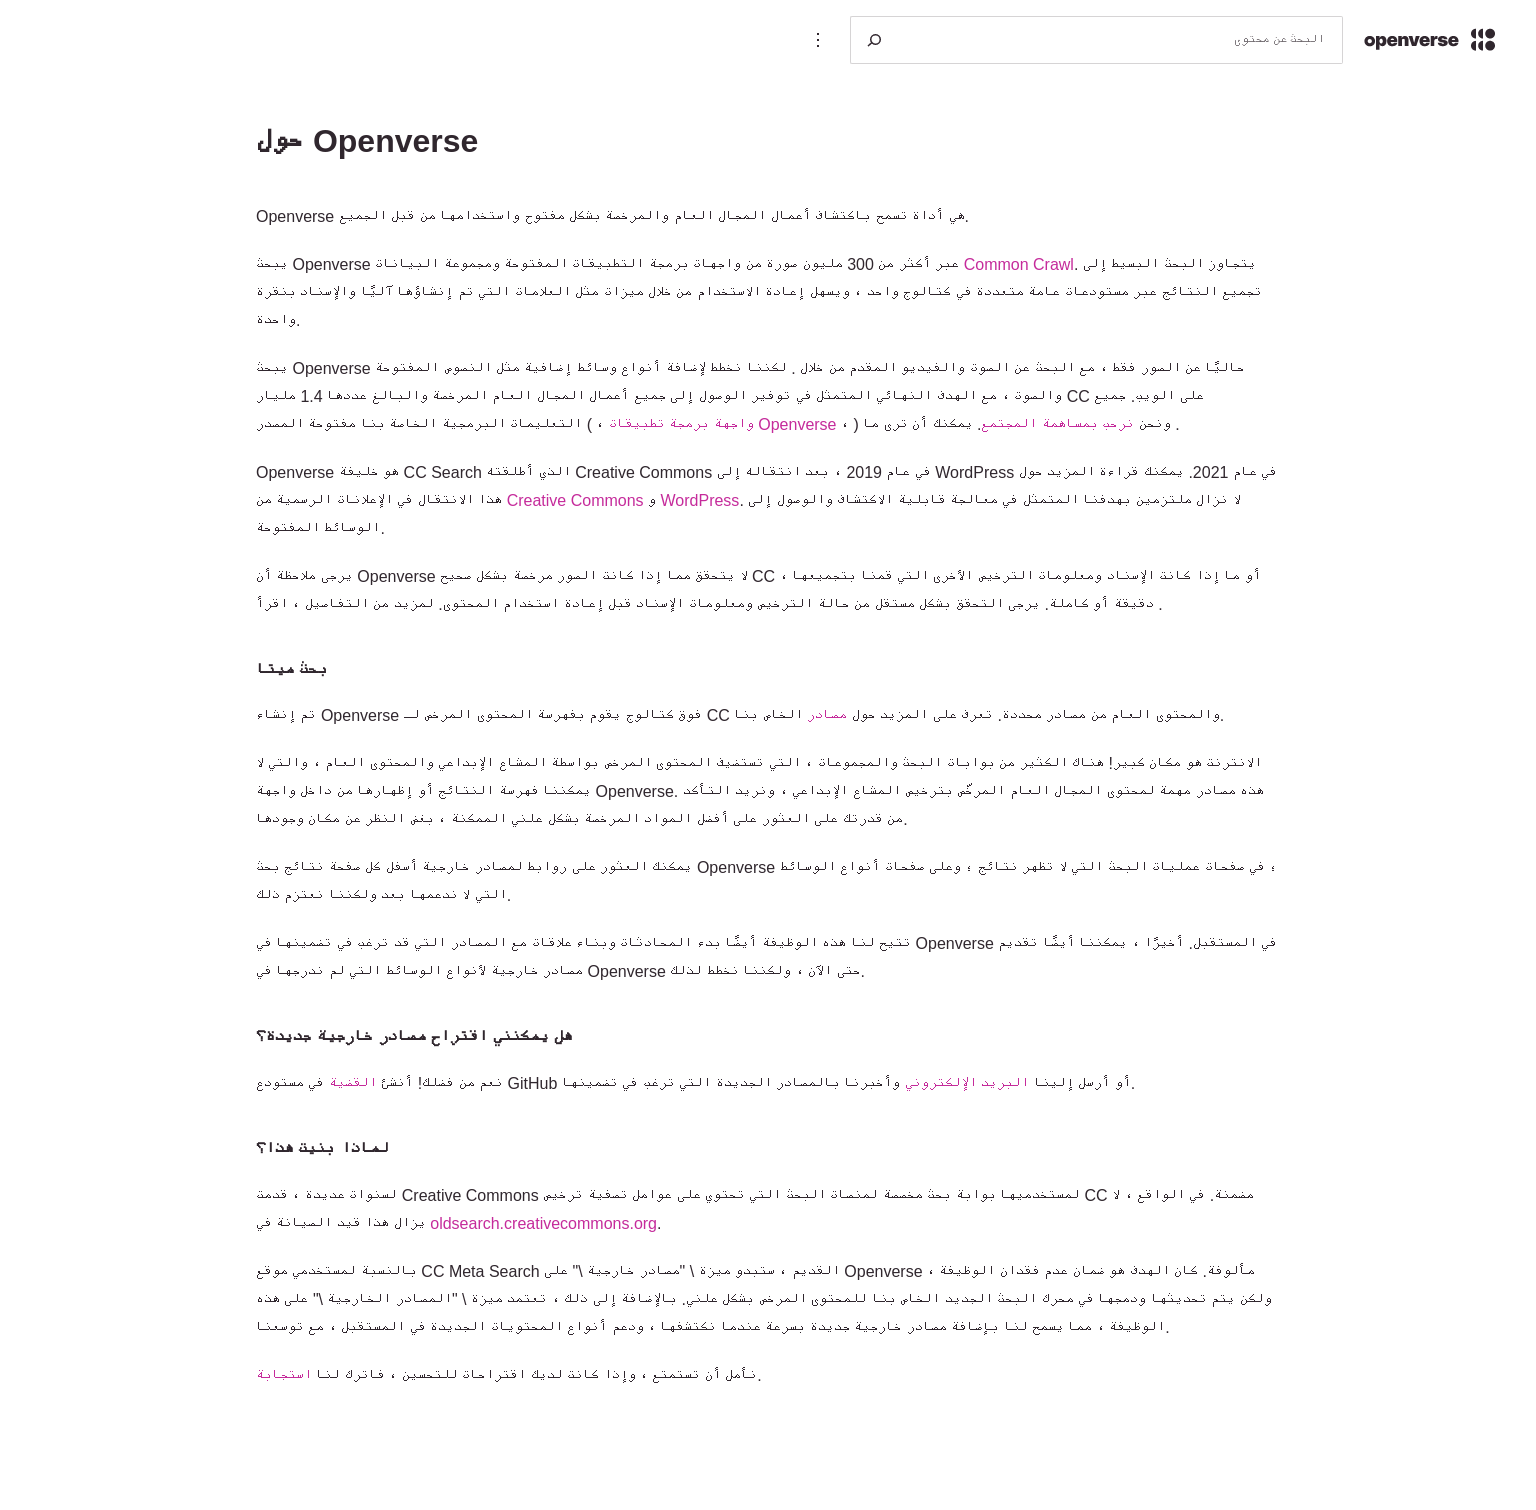 openverse
البحث عن محتوى
حول Openverse
Openverse هي أداة تسمح باكتشاف أعمال المجال العام والمرخصة بشكل مفتوح واستخدامها من قبل الجميع.
يبحث Openverse عبر أكثر من 300 مليون صورة من واجهات برمجة التطبيقات المفتوحة ومجموعة البيانات Common Crawl. يتجاوز البحث البسيط إلى
تجميع النتائج عبر مستودعات عامة متعددة في كتالوج واحد ، ويسهل إعادة الاستخدام من خلال ميزات مثل العلامات التي تم إنشاؤها آليًا والإسناد بنقرة
واحدة.
يبحث Openverse حاليًا عن الصور فقط ، مع البحث عن الصوت والفيديو المقدم من خلال . لكننا نخطط لإضافة أنواع وسائط إضافية مثل النصوص المفتوحة
والصوت ، مع الهدف النهائي المتمثل في توفير الوصول إلى جميع أعمال المجال العام المرخصة والبالغ عددها 1.4 مليار CC على الويب. جميع
التعليمات البرمجية الخاصة بنا مفتوحة المصدر ( ، واجهة برمجة تطبيقات Openverse ، ) ونحن نرحب بمساهمة المجتمع. يمكنك أن ترى ما .
Openverse هو خليفة CC Search الذي أطلقته Creative Commons في عام 2019 ، بعد انتقاله إلى WordPress في عام 2021. يمكنك قراءة المزيد حول
هذا الانتقال في الإعلانات الرسمية من Creative Commons و WordPress. لا نزال ملتزمين بهدفنا المتمثل في معالجة قابلية الاكتشاف والوصول إلى
الوسائط المفتوحة.
يرجى ملاحظة أن Openverse لا يتحقق مما إذا كانت الصور مرخصة بشكل صحيح CC ، أو ما إذا كانت الإسناد ومعلومات الترخيص الأخرى التي قمنا بتجميعها
دقيقة أو كاملة. يرجى التحقق بشكل مستقل من حالة الترخيص ومعلومات الإسناد قبل إعادة استخدام المحتوى. لمزيد من التفاصيل ، اقرأ .
بحث ميتا
تم إنشاء Openverse فوق كتالوج يقوم بفهرسة المحتوى المرخص لـ CC والمحتوى العام من مصادر محددة. تعرف على المزيد حول مصادر الخاص بنا.
الانترنت هو مكان كبير! هناك الكثير من بوابات البحث والمجموعات ، التي تستضيف المحتوى المرخص بواسطة المشاع الإبداعي والمحتوى العام ، والتي لا
يمكننا فهرسة النتائج أو إظهارها من داخل واجهة Openverse. هذه مصادر مهمة لمحتوى المجال العام المرخّص بترخيص المشاع الإبداعي ، ونريد التأكد
من قدرتك على العثور على أفضل المواد المرخصة بشكل علني الممكنة ، بغض النظر عن مكان وجودها.
يمكنك العثور على روابط لمصادر خارجية أسفل كل صفحة نتائج بحث Openverse ؛ في صفحات عمليات البحث التي لا تظهر نتائج ؛ وعلى صفحات أنواع الوسائط
التي لا ندعمها بعد ولكننا نعتزم ذلك.
تتيح لنا هذه الوظيفة أيضًا بدء المحادثات وبناء علاقات مع المصادر التي قد ترغب في تضمينها في Openverse في المستقبل. أخيرًا ، يمكننا أيضًا تقديم
مصادر خارجية لأنواع الوسائط التي لم ندرجها في Openverse حتى الآن ، ولكننا نخطط لذلك.
هل يمكنني اقتراح مصادر خارجية جديدة؟
نعم من فضلك! أنشئ القضية في مستودع GitHub أو أرسل إلينا البريد الإلكتروني وأخبرنا بالمصادر الجديدة التي ترغب في تضمينها.
لماذا بنيت هذا؟
لسنوات عديدة ، قدمت Creative Commons لمستخدميها بوابة بحث مخصصة لمنصات البحث التي تحتوي على عوامل تصفية ترخيص CC مضمنة. في الواقع ، لا
يزال هذا قيد الصيانة في oldsearch.creativecommons.org.
بالنسبة لمستخدمي موقع CC Meta Search القديم ، ستبدو ميزة \ "مصادر خارجية \" على Openverse مألوفة. كان الهدف هو ضمان عدم فقدان الوظيفة ،
ولكن يتم تحديثها ودمجها في محرك البحث الجديد الخاص بنا للمحتوى المرخص بشكل علني. بالإضافة إلى ذلك ، تعتمد ميزة \ "المصادر الخارجية \" على هذه
الوظيفة ، مما يسمح لنا بإضافة مصادر خارجية جديدة بسرعة عندما نكتشفها ، ودعم أنواع المحتويات الجديدة في المستقبل ، مع توسعنا.
نأمل أن تستمتع ، وإذا كانت لديك اقتراحات للتحسين ، فاترك لنا استجابة.